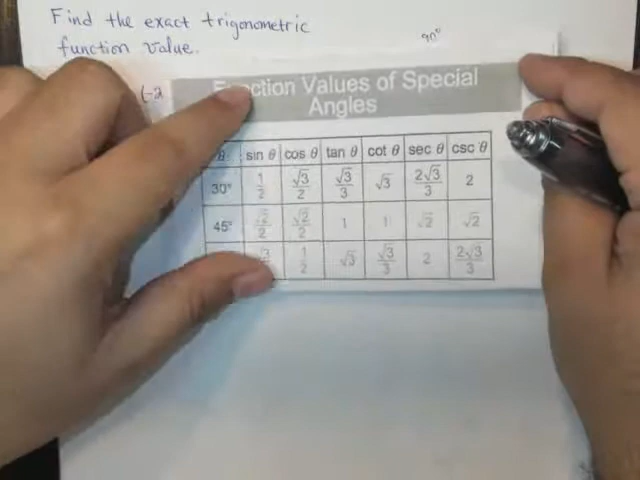 Find the exact trigonometric
function value.
90°
(-2
Function Values of Special
Angles
θ sin θ cos θ tan θ cot θ sec θ csc θ
30° 1/2 √3/2 √3/3 √3 2√3/3 2
45° √2/2 √2/2 1 1 √2 √2
3 1/2 √3 √3/3 2 2√3/3